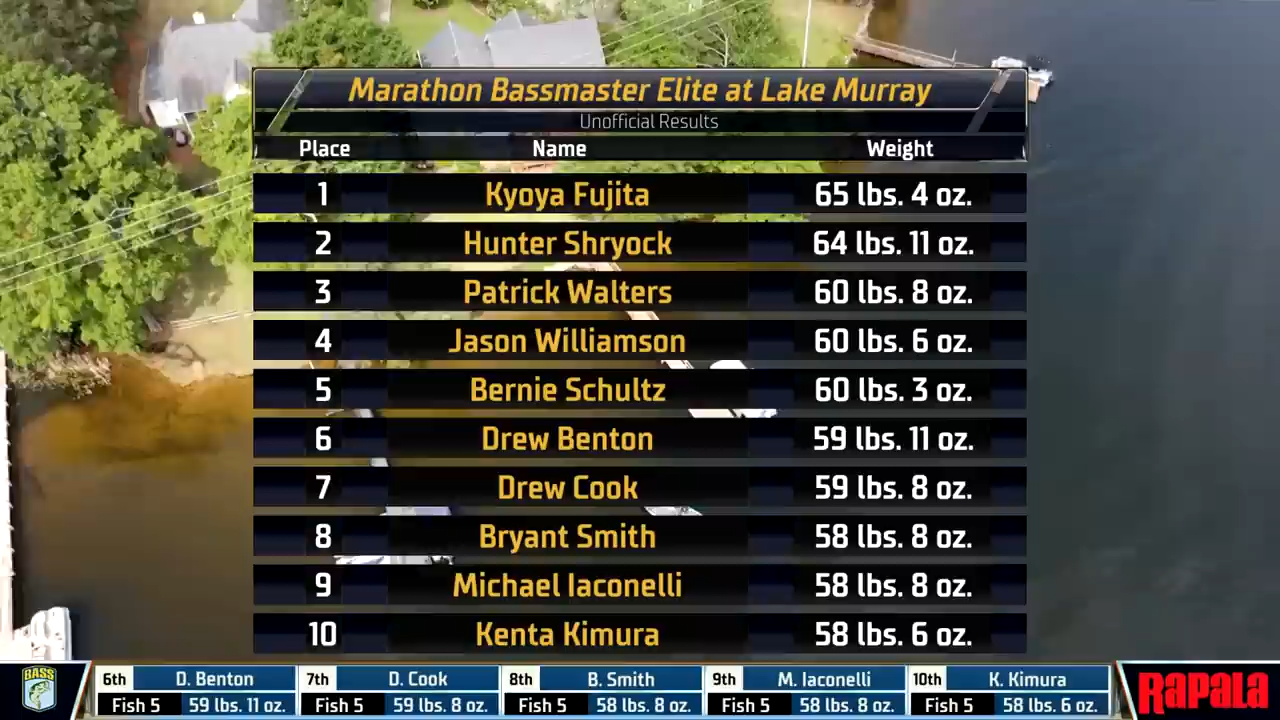 Marathon Bassmaster Elite at Lake Murray
Unofficial Results
Place Name Weight
1 Kyoya Fujita 65 lbs. 4 oz.
2 Hunter Shryock 64 lbs. 11 oz.
3 Patrick Walters 60 lbs. 8 oz.
4 Jason Williamson 60 lbs. 6 oz.
5 Bernie Schultz 60 lbs. 3 oz.
6 Drew Benton 59 lbs. 11 oz.
7 Drew Cook 59 lbs. 8 oz.
8 Bryant Smith 58 lbs. 8 oz.
9 Michael Iaconelli 58 lbs. 8 oz.
10 Kenta Kimura 58 lbs. 6 oz.
BASS
6th D. Benton 7th D. Cook 8th B. Smith 9th M. Iaconelli 10th K. Kimura
Fish 5 59 lbs. 11 oz. Fish 5 59 lbs. 8 oz. Fish 5 58 lbs. 8 oz. Fish 5 58 lbs. 8 oz. Fish 5 58 lbs. 6 oz.
Rapala